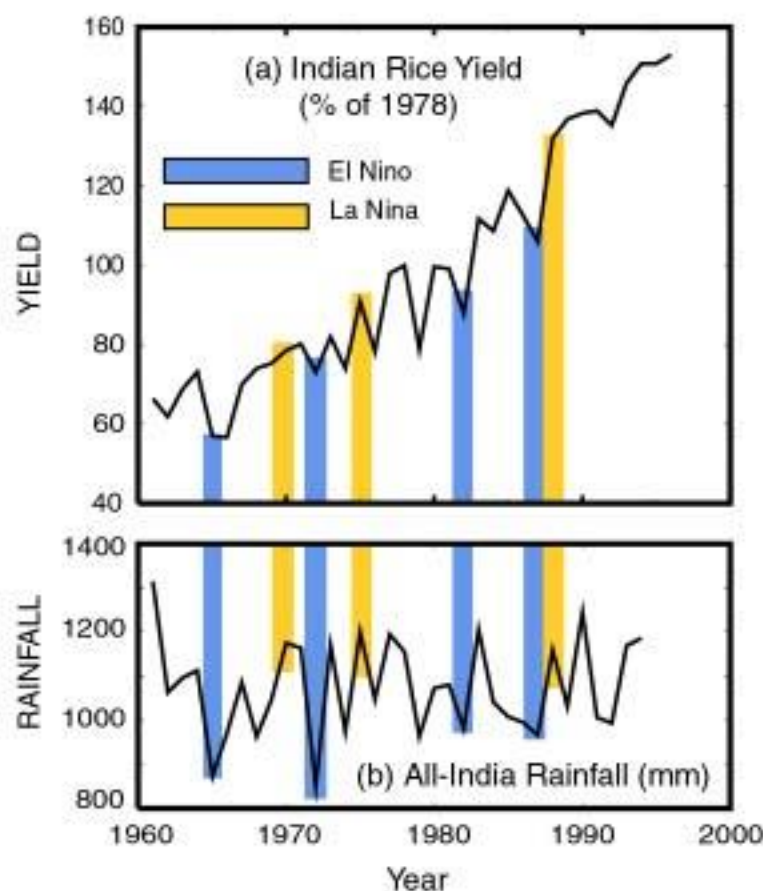 160
(a) Indian Rice Yield
(% of 1978)
140
El Nino
120
La Nina
100
YIELD
80
60
40
1400
1200
RAINFALL
1000
(b) All-India Rainfall (mm)
800
1960 1970 1980 1990 2000
Year